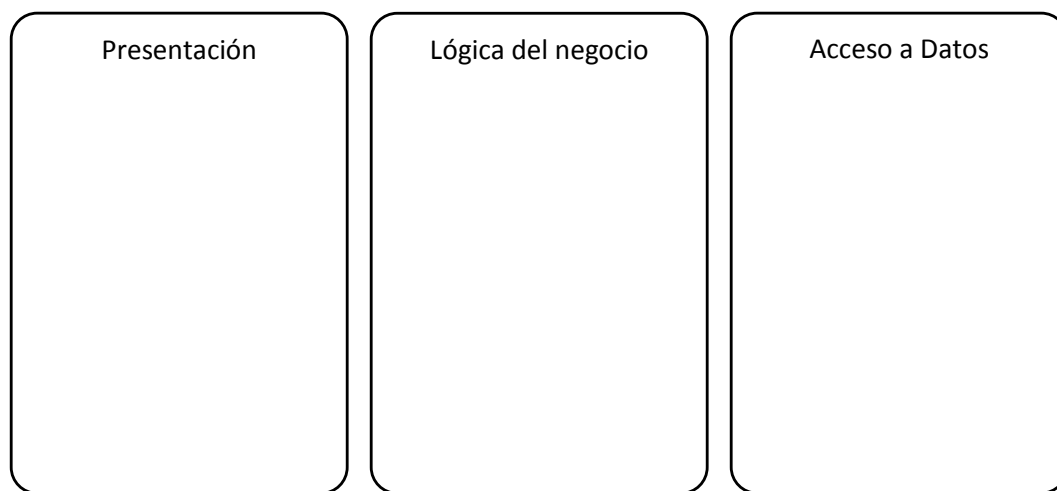 Presentación
Lógica del negocio
Acceso a Datos